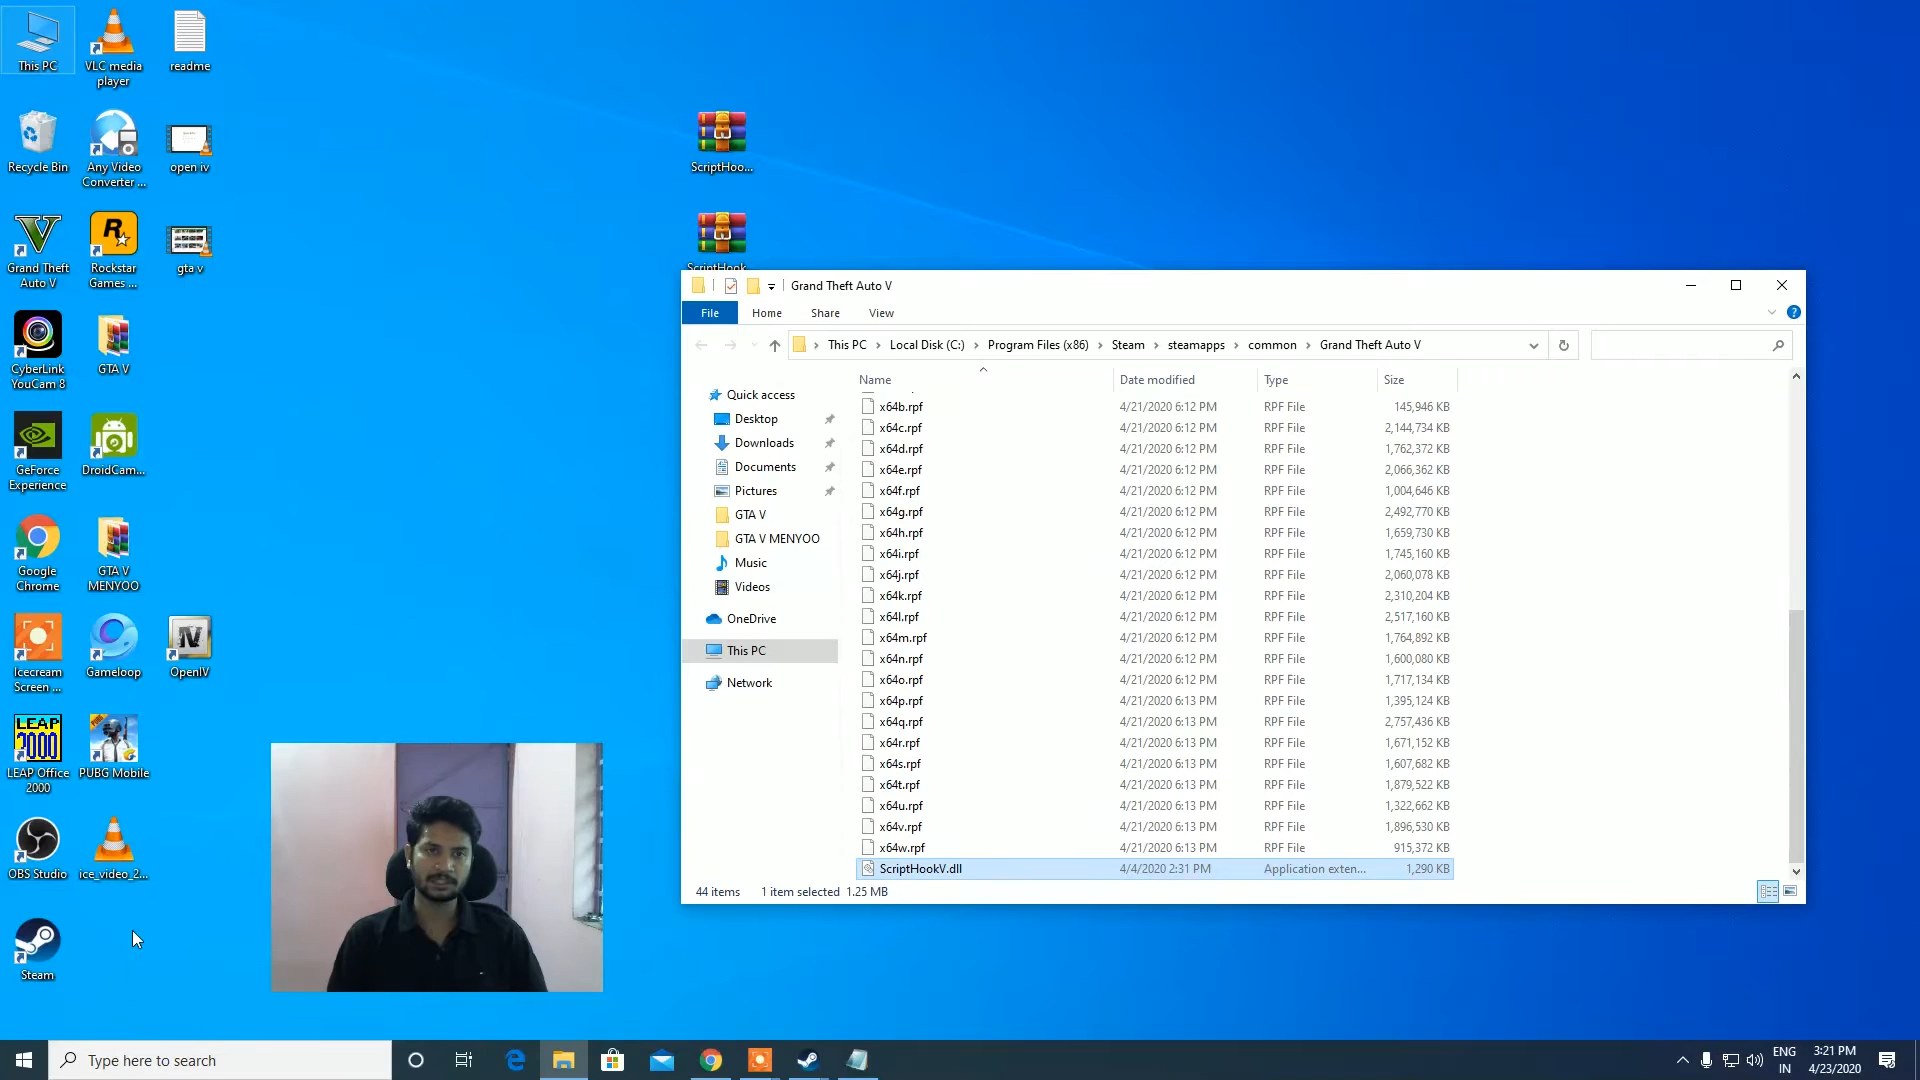 This PC
VLC media
player
readme
Recycle Bin
Any Video
Converter ...
open iv
Grand Theft
Auto V
Rockstar
Games ...
gta v
CyberLink
YouCam 8
GTA V
GeForce
Experience
DroidCam...
Google
Chrome
GTA V
MENYOO
Icecream
Screen ...
Gameloop
OpenIV
LEAP
2000
LEAP Office
2000
PUBG Mobile
OBS Studio
ice_video_2...
Steam
ScriptHoo...
ScriptHook
Grand Theft Auto V
File Home Share View
This PC Local Disk (C:) Program Files (x86) Steam steamapps common Grand Theft Auto V
Quick access
Desktop
Downloads
Documents
Pictures
GTA V
GTA V MENYOO
Music
Videos
OneDrive
This PC
Network
Name Date modified Type Size
x64b.rpf 4/21/2020 6:12 PM RPF File 145,946 KB
x64c.rpf 4/21/2020 6:12 PM RPF File 2,144,734 KB
x64d.rpf 4/21/2020 6:12 PM RPF File 1,762,372 KB
x64e.rpf 4/21/2020 6:12 PM RPF File 2,066,362 KB
x64f.rpf 4/21/2020 6:12 PM RPF File 1,004,646 KB
x64g.rpf 4/21/2020 6:12 PM RPF File 2,492,770 KB
x64h.rpf 4/21/2020 6:12 PM RPF File 1,659,730 KB
x64i.rpf 4/21/2020 6:12 PM RPF File 1,745,160 KB
x64j.rpf 4/21/2020 6:12 PM RPF File 2,060,078 KB
x64k.rpf 4/21/2020 6:12 PM RPF File 2,310,204 KB
x64l.rpf 4/21/2020 6:12 PM RPF File 2,517,160 KB
x64m.rpf 4/21/2020 6:12 PM RPF File 1,764,892 KB
x64n.rpf 4/21/2020 6:12 PM RPF File 1,600,080 KB
x64o.rpf 4/21/2020 6:12 PM RPF File 1,717,134 KB
x64p.rpf 4/21/2020 6:13 PM RPF File 1,395,124 KB
x64q.rpf 4/21/2020 6:13 PM RPF File 2,757,436 KB
x64r.rpf 4/21/2020 6:13 PM RPF File 1,671,152 KB
x64s.rpf 4/21/2020 6:13 PM RPF File 1,607,682 KB
x64t.rpf 4/21/2020 6:13 PM RPF File 1,879,522 KB
x64u.rpf 4/21/2020 6:13 PM RPF File 1,322,662 KB
x64v.rpf 4/21/2020 6:13 PM RPF File 1,896,530 KB
x64w.rpf 4/21/2020 6:13 PM RPF File 915,372 KB
ScriptHookV.dll 4/4/2020 2:31 PM Application exten... 1,290 KB
44 items 1 item selected 1.25 MB
Type here to search
ENG
IN
3:21 PM
4/23/2020